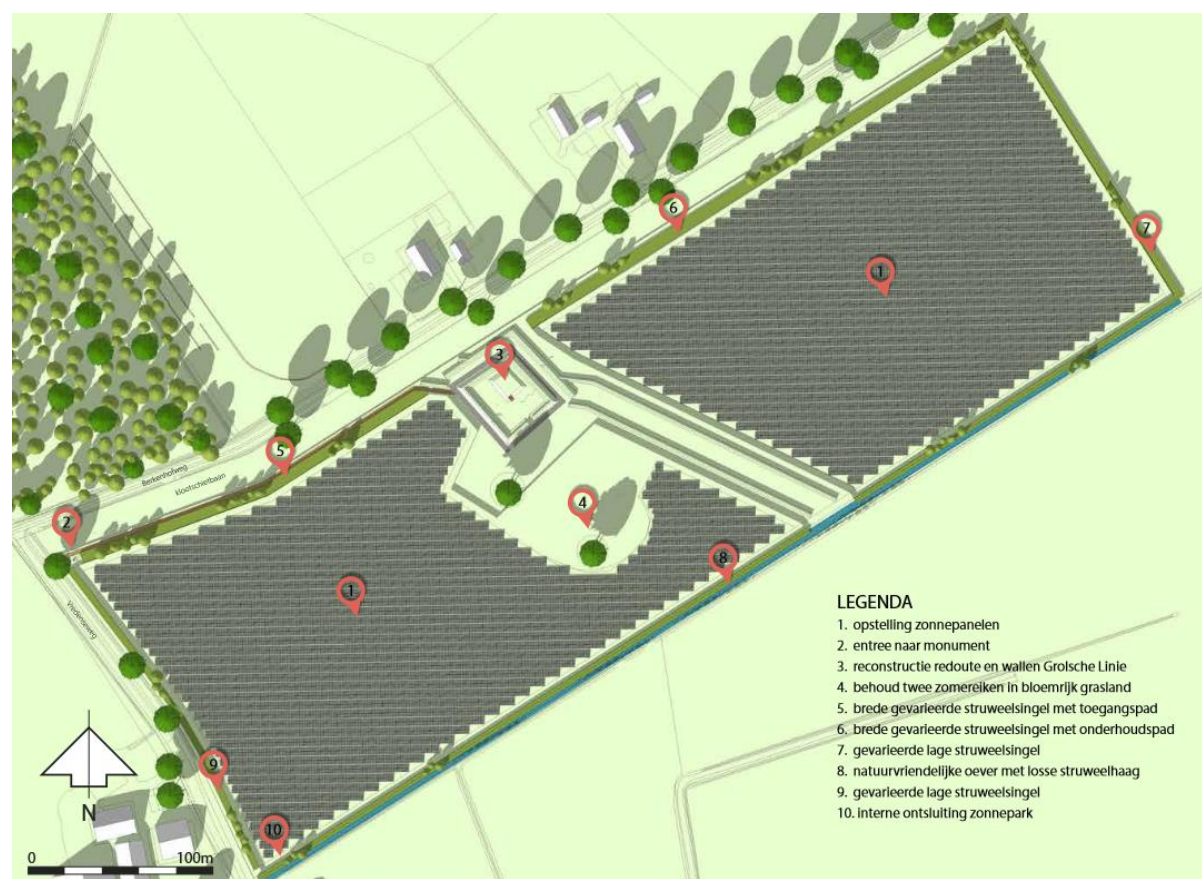 6
7
1
3
5
Berkenhofweg
klootschietbaan
2
4
8
1
Vredenseweg
LEGENDA
1. opstelling zonnepanelen
2. entree naar monument
3. reconstructie redoute en wallen Grolsche Linie
4. behoud twee zomereiken in bloemrijk grasland
5. brede gevarieerde struweelsingel met toegangspad
6. brede gevarieerde struweelsingel met onderhoudspad
7. gevarieerde lage struweelsingel
8. natuurvriendelijke oever met losse struweelhaag
9. gevarieerde lage struweelsingel
10. interne ontsluiting zonnepark
9
N
10
0 100m